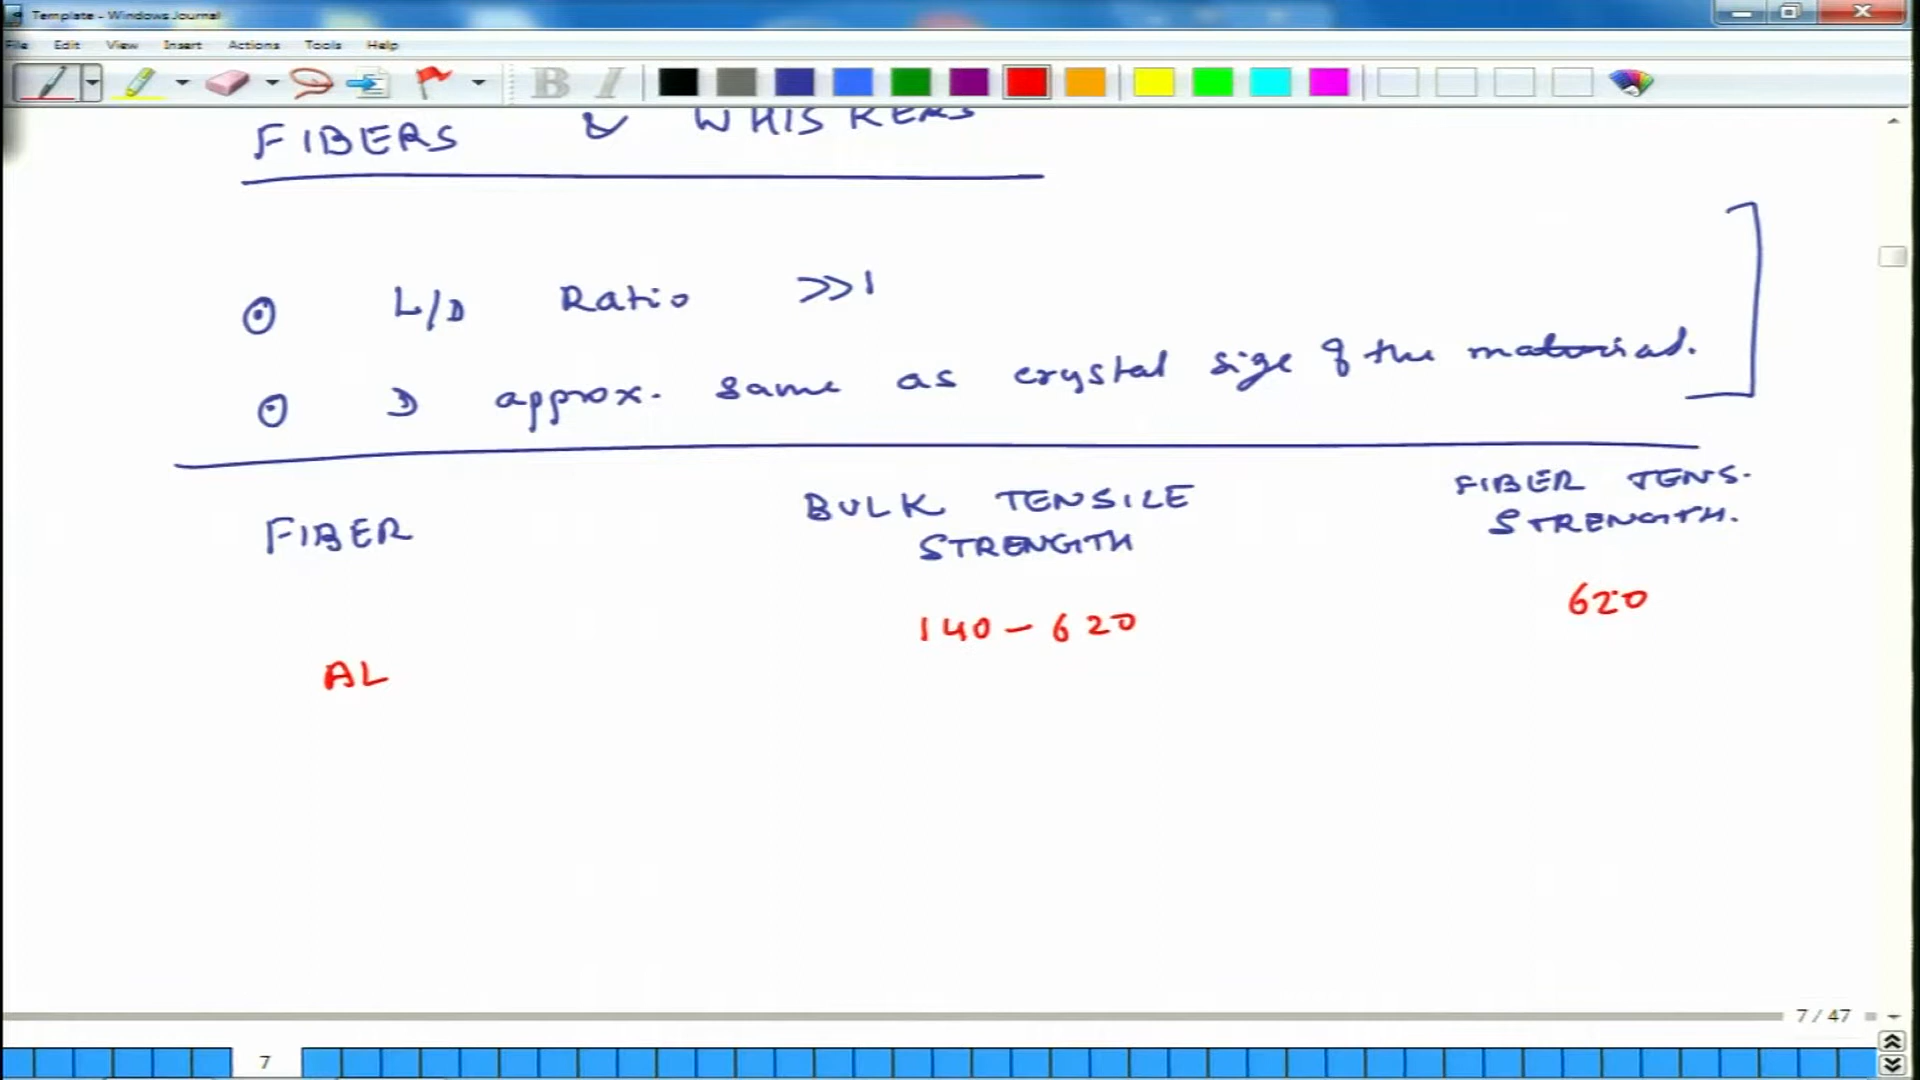 Template - Windows Journal
File Edit View Insert Actions Tools Help
B I
FIBERS & WHISKERS
L/D Ratio >>1
D approx. same as crystal size of the material.
FIBER BULK TENSILE STRENGTH FIBER TENS. STRENGTH.
AL 140-620 620
7 / 47
7